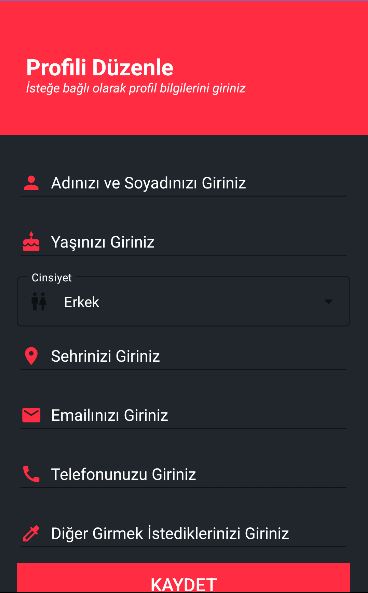 Profili Düzenle
İsteğe bağlı olarak profil bilgilerini giriniz
Adınızı ve Soyadınızı Giriniz
Yaşınızı Giriniz
Cinsiyet
Erkek
Sehrinizi Giriniz
Emailınızı Giriniz
Telefonunuzu Giriniz
Diğer Girmek İstediklerinizi Giriniz
KAYDET